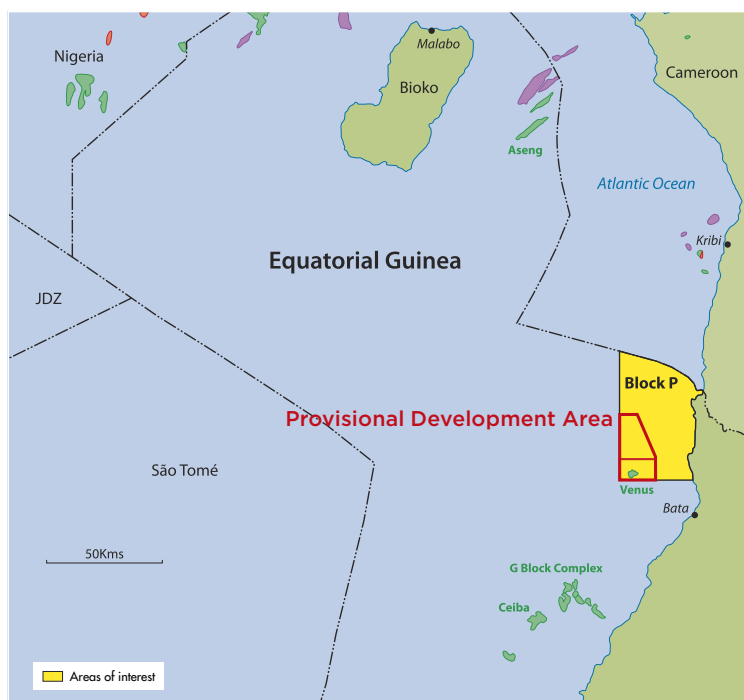 Malabo
Nigeria
Cameroon
Bioko
Aseng
Atlantic Ocean
Kribi
Equatorial Guinea
JDZ
Block P
Provisional Development Area
São Tomé
Venus
Bata
50Kms
G Block Complex
Ceiba
Areas of interest